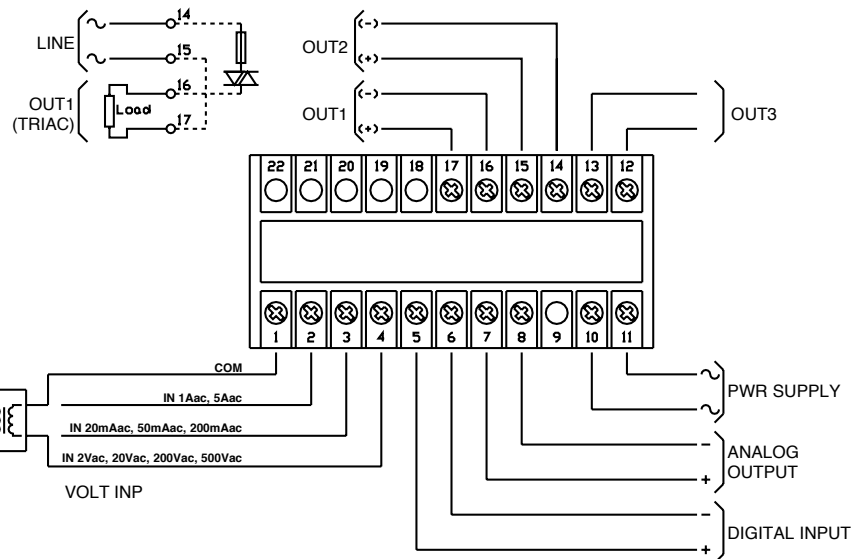 LINE
14
15
16
17
OUT1
(TRIAC)
Load
OUT2
(-)
(+)
OUT1
(-)
(+)
OUT3
22 21 20 19 18 17 16 15 14 13 12
1 2 3 4 5 6 7 8 9 10 11
COM
IN 1Aac, 5Aac
IN 20mAac, 50mAac, 200mAac
IN 2Vac, 20Vac, 200Vac, 500Vac
VOLT INP
PWR SUPPLY
-
ANALOG
OUTPUT
+
-
DIGITAL INPUT
+